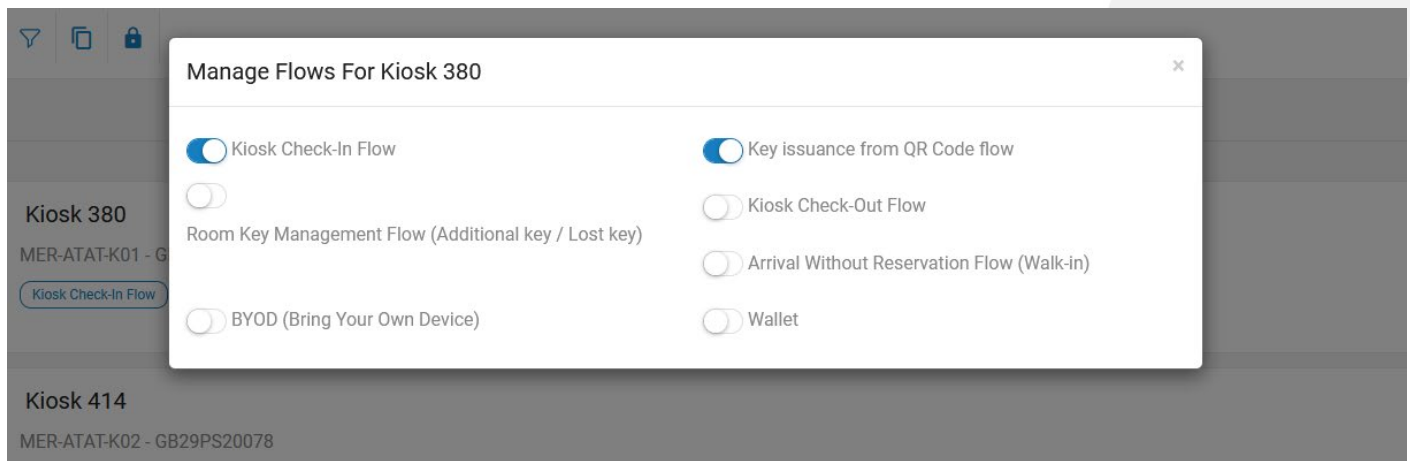 Manage Flows For Kiosk 380
×
Kiosk Check-In Flow
Key issuance from QR Code flow
Room Key Management Flow (Additional key / Lost key)
Kiosk Check-Out Flow
Arrival Without Reservation Flow (Walk-in)
BYOD (Bring Your Own Device)
Wallet
Kiosk 380
MER-ATAT-K01 - G
Kiosk Check-In Flow
Kiosk 414
MER-ATAT-K02 - GB29PS20078